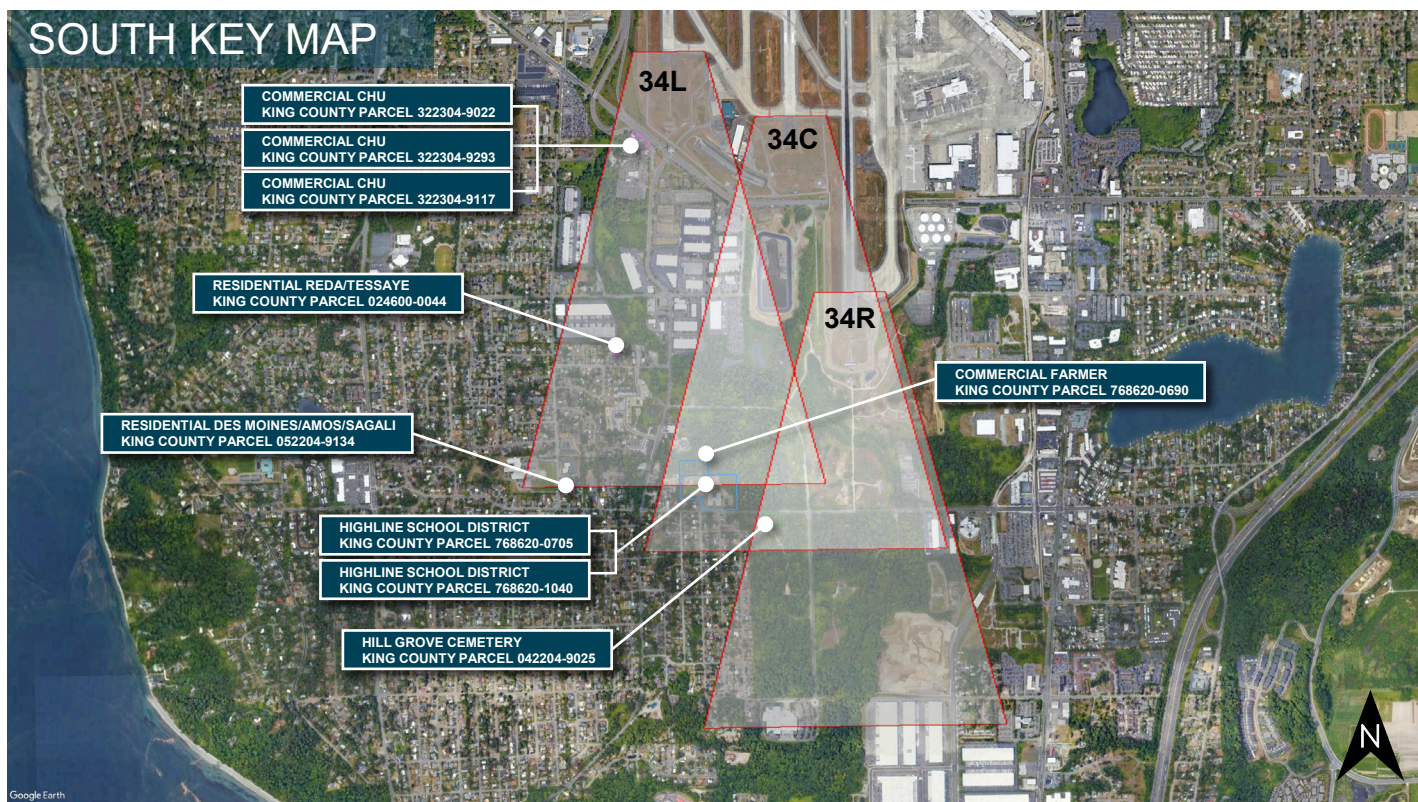 SOUTH KEY MAP
34L
COMMERCIAL CHU
KING COUNTY PARCEL 322304-9022
COMMERCIAL CHU
KING COUNTY PARCEL 322304-9293
COMMERCIAL CHU
KING COUNTY PARCEL 322304-9117
34C
RESIDENTIAL REDA/TESSAYE
KING COUNTY PARCEL 024600-0044
34R
COMMERCIAL FARMER
KING COUNTY PARCEL 768620-0690
RESIDENTIAL DES MOINES/AMOS/SAGALI
KING COUNTY PARCEL 052204-9134
HIGHLINE SCHOOL DISTRICT
KING COUNTY PARCEL 768620-0705
HIGHLINE SCHOOL DISTRICT
KING COUNTY PARCEL 768620-1040
HILL GROVE CEMETERY
KING COUNTY PARCEL 042204-9025
N
Google Earth